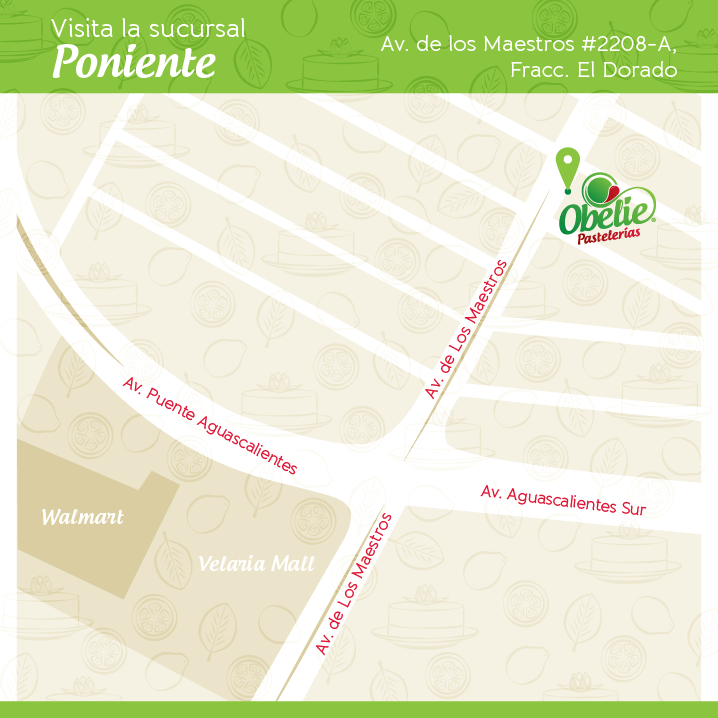 Visita la sucursal
Poniente
Av. de los Maestros #2208-A,
Fracc. El Dorado
Obelie®
Pastelerías
Av. de Los Maestros
Av. Puente Aguascalientes
Av. Aguascalientes Sur
Walmart
Velaria Mall
Av. de Los Maestros